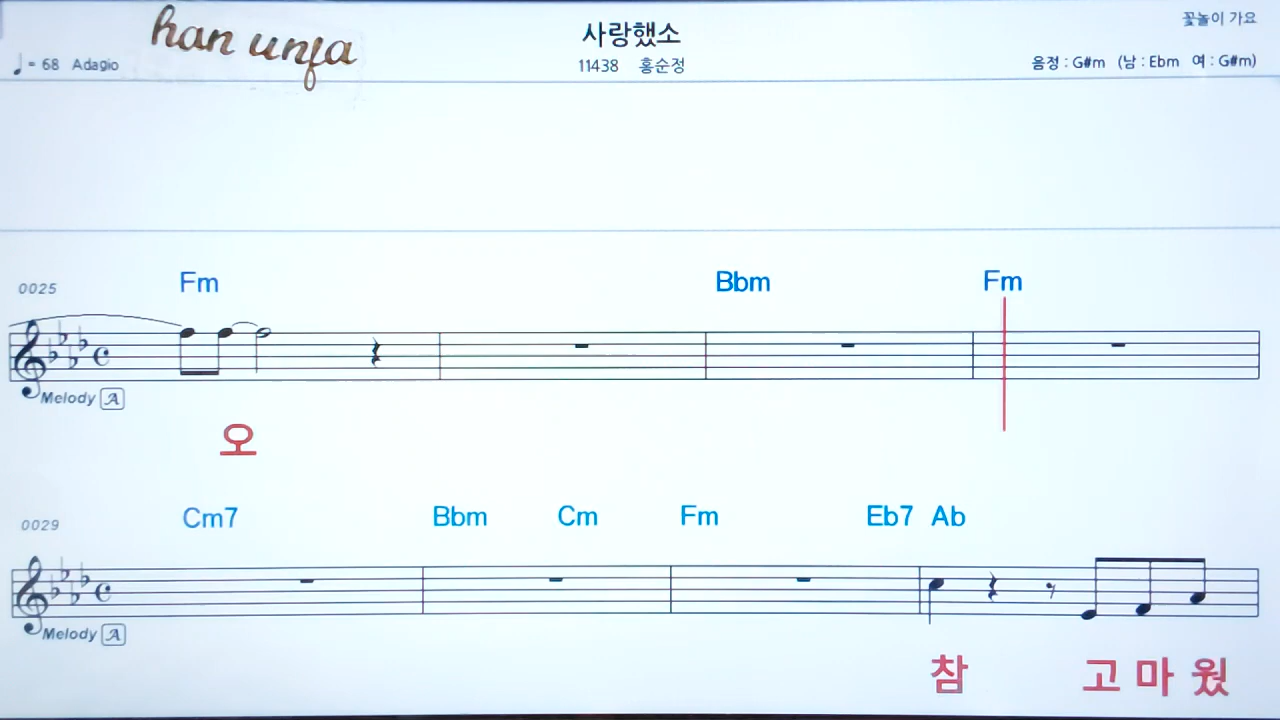 han unfa
사랑했소
꽃놀이 가요
♩= 68 Adagio
11438 홍순정
음정 : G#m (남 : Ebm 여 : G#m)
0025 Fm Bbm Fm
Melody A
오
0029 Cm7 Bbm Cm Fm Eb7 Ab
Melody A
참 고 마 웠